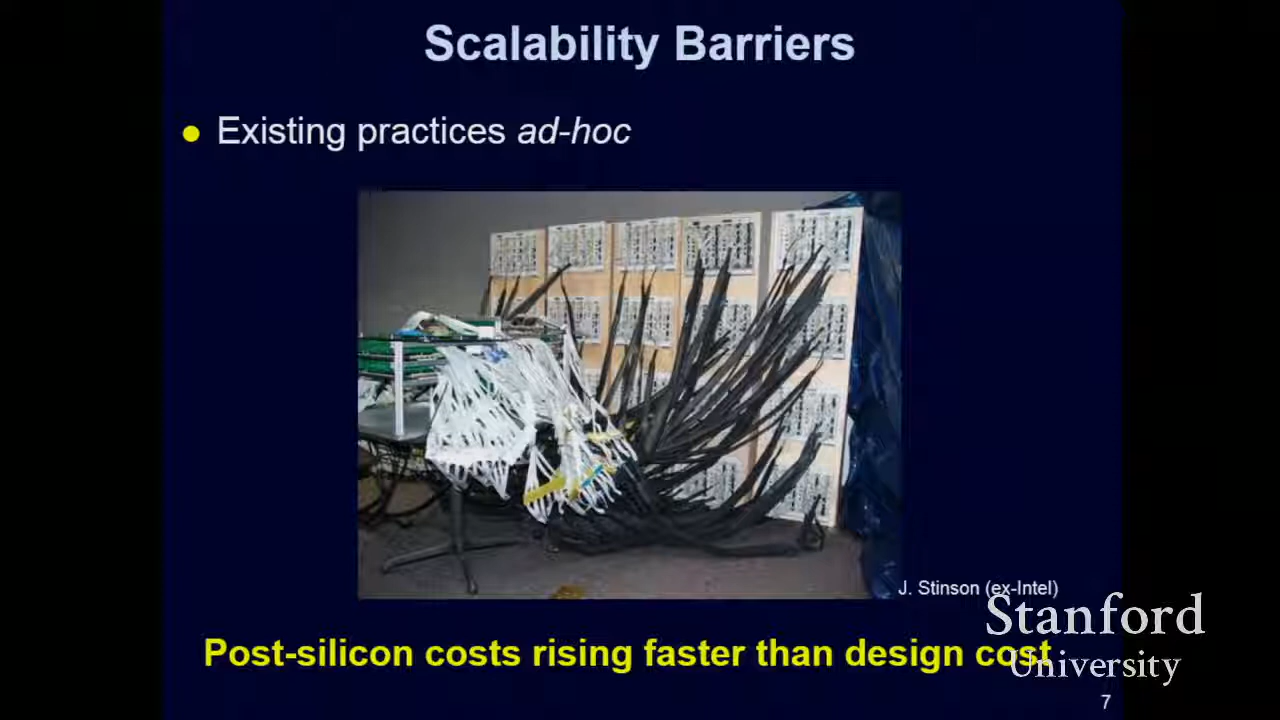 Scalability Barriers
Existing practices ad-hoc
J. Stinson (ex-Intel)
Post-silicon costs rising faster than design cost
Stanford
University
7